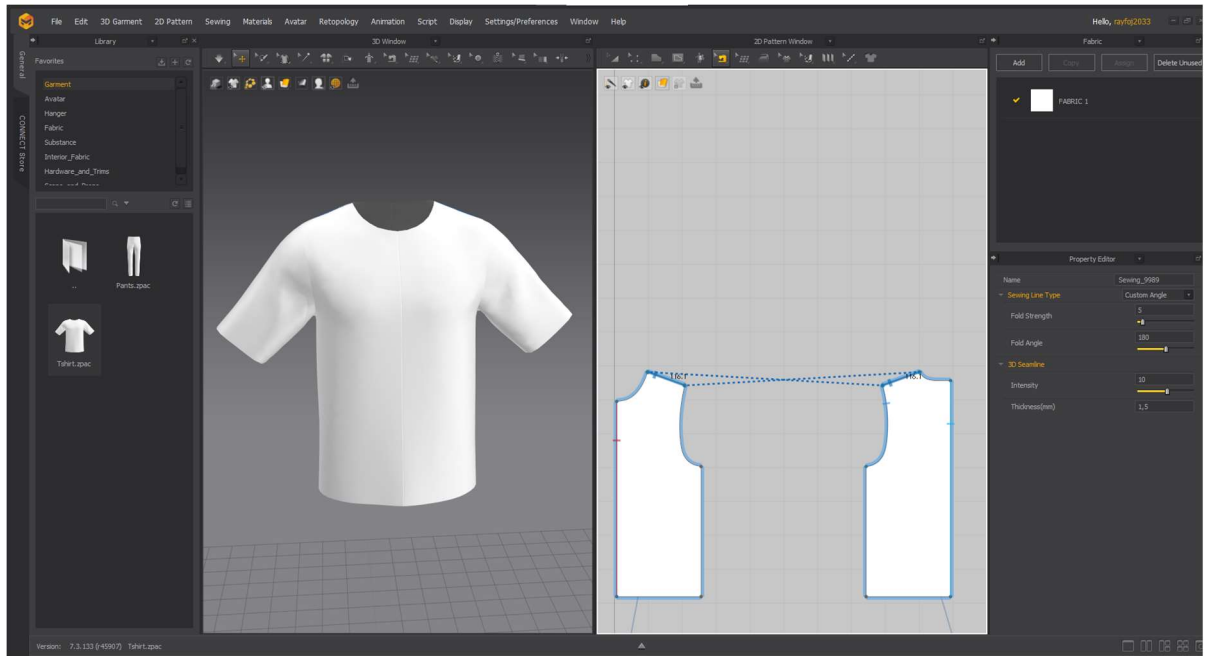 File Edit 3D Garment 2D Pattern Sewing Materials Avatar Retopology Animation Script Display Settings/Preferences Window Help
Hello, rayfoj2033
Library
3D Window
2D Pattern Window
Fabric
General
CONNECT Store
Favorites
Garment
Avatar
Hanger
Fabric
Substance
Interior_Fabric
Hardware_and_Trims
..
Pants.zpac
Tshirt.zpac
116.1
116.1
Add Copy Assign Delete Unused
FABRIC 1
Property Editor
Name Sewing_9989
Sewing Line Type Custom Angle
Fold Strength 5
Fold Angle 180
3D Seamline
Intensity 10
Thickness(mm) 1,5
Version: 7.3.133 (r45907) Tshirt.zpac